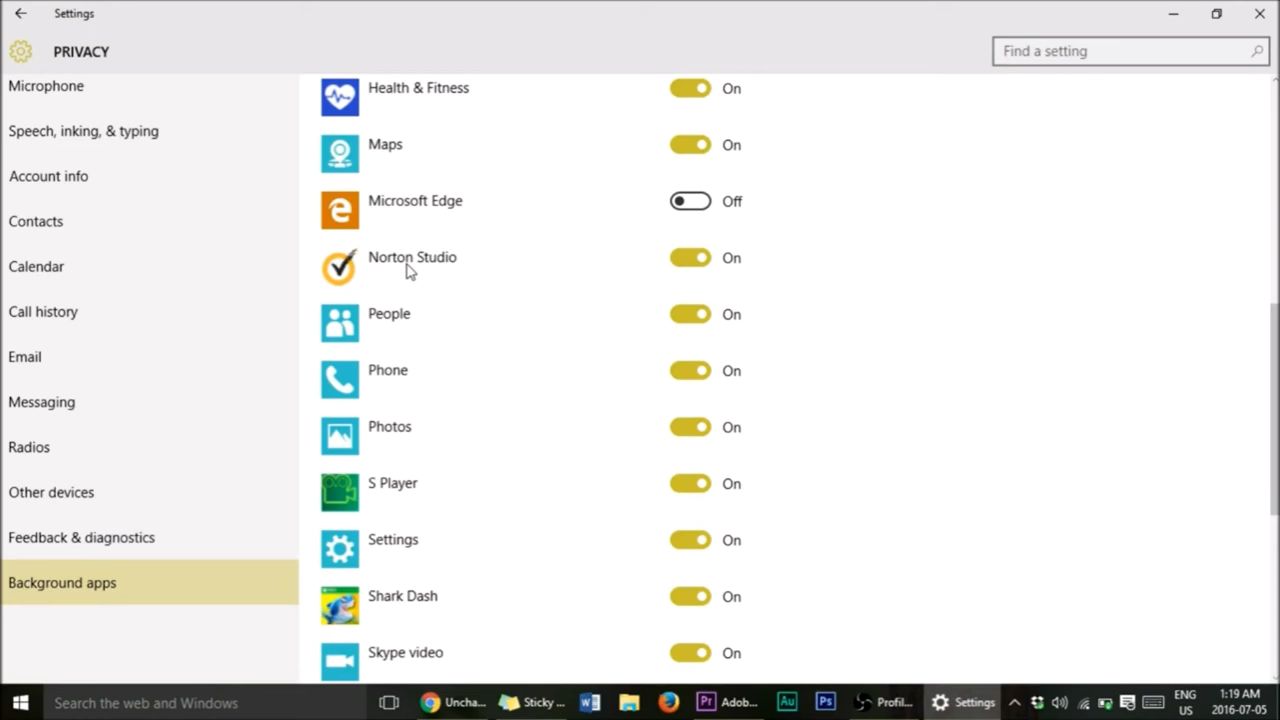 Settings
PRIVACY
Find a setting
Microphone
Speech, inking, & typing
Account info
Contacts
Calendar
Call history
Email
Messaging
Radios
Other devices
Feedback & diagnostics
Background apps
Health & Fitness On
Maps On
Microsoft Edge Off
Norton Studio On
People On
Phone On
Photos On
S Player On
Settings On
Shark Dash On
Skype video On
Search the web and Windows
Uncha...
Sticky ...
Pr Adob...
Au
Ps
Profil...
Settings
ENG
US
1:19 AM
2016-07-05